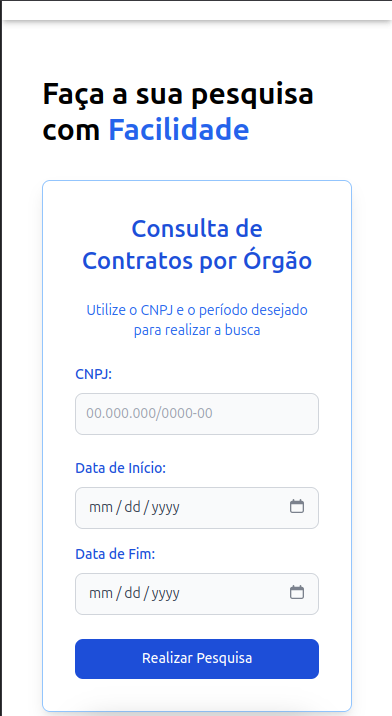 Faça a sua pesquisa
com Facilidade
Consulta de
Contratos por Órgão
Utilize o CNPJ e o período desejado
para realizar a busca
CNPJ:
00.000.000/0000-00
Data de Início:
mm / dd / yyyy
Data de Fim:
mm / dd / yyyy
Realizar Pesquisa